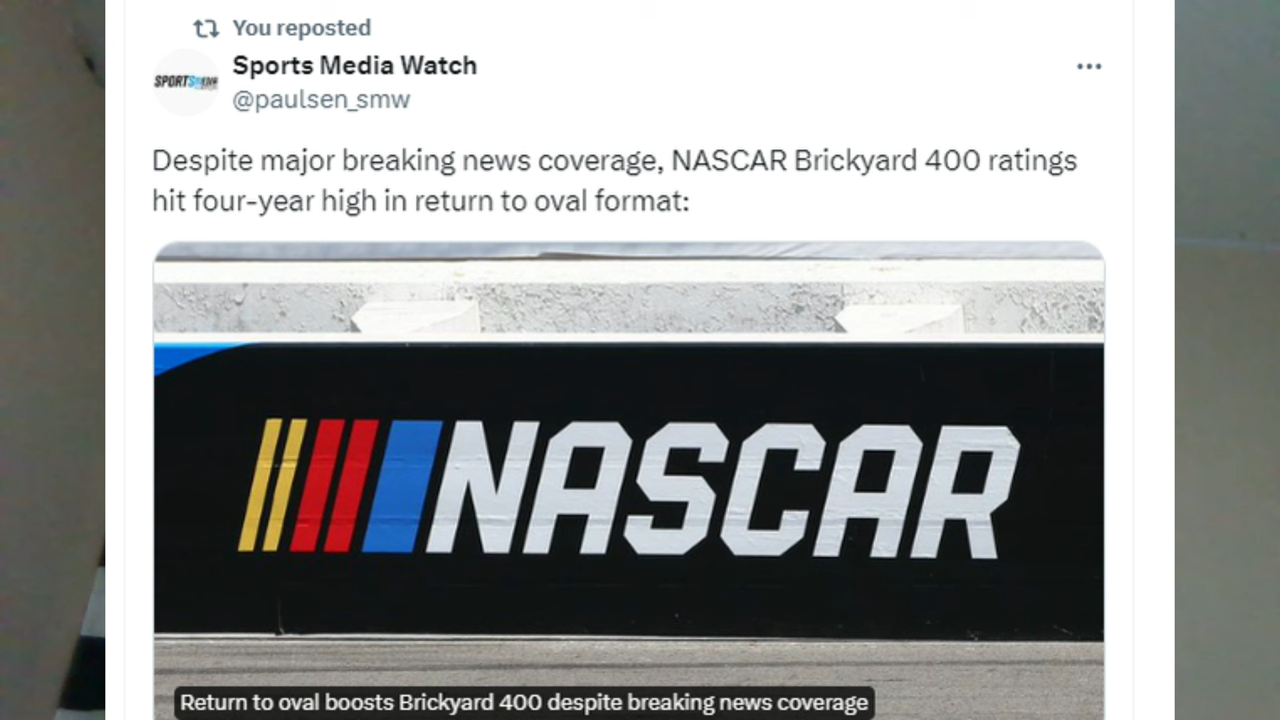 You reposted
Sports Media Watch
@paulsen_smw
Despite major breaking news coverage, NASCAR Brickyard 400 ratings
hit four-year high in return to oval format:
NASCAR
Return to oval boosts Brickyard 400 despite breaking news coverage